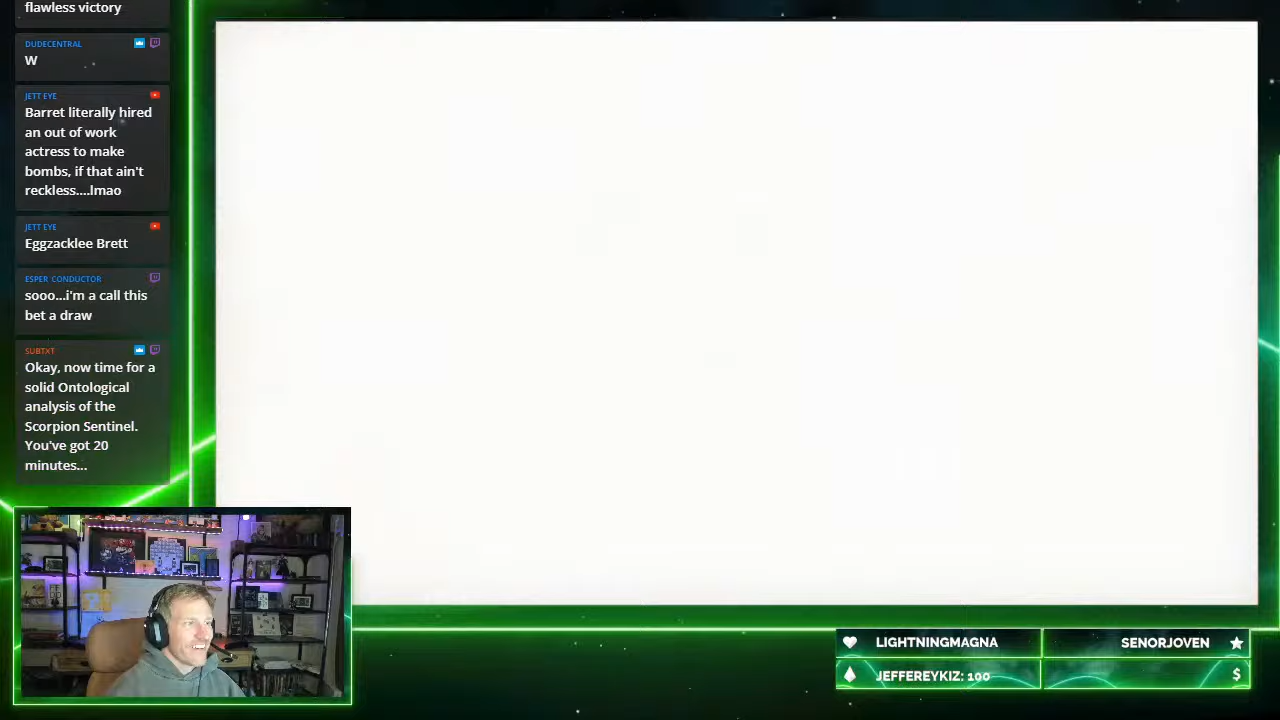 flawless victory
DUDECENTRAL
W
JETT EYE
Barret literally hired
an out of work
actress to make
bombs, if that ain't
reckless....lmao
JETT EYE
Eggzacklee Brett
ESPER CONDUCTOR
sooo...i'm a call this
bet a draw
SUBTXT
Okay, now time for a
solid Ontological
analysis of the
Scorpion Sentinel.
You've got 20
minutes...
LIGHTNINGMAGNA
SENORJOVEN
JEFFEREYKIZ: 100
$